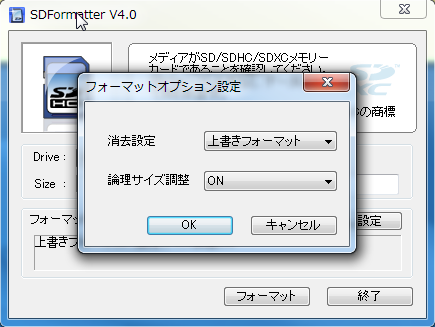 SDFormatter V4.0
メディアがSD/SDHC/SDXCメモリー
カードであることを確認してください。
の商標
フォーマットオプション設定
消去設定
上書きフォーマット
論理サイズ調整
ON
OK
キャンセル
Drive :
Size :
フォーマッ
設定
上書きフ
フォーマット
終了